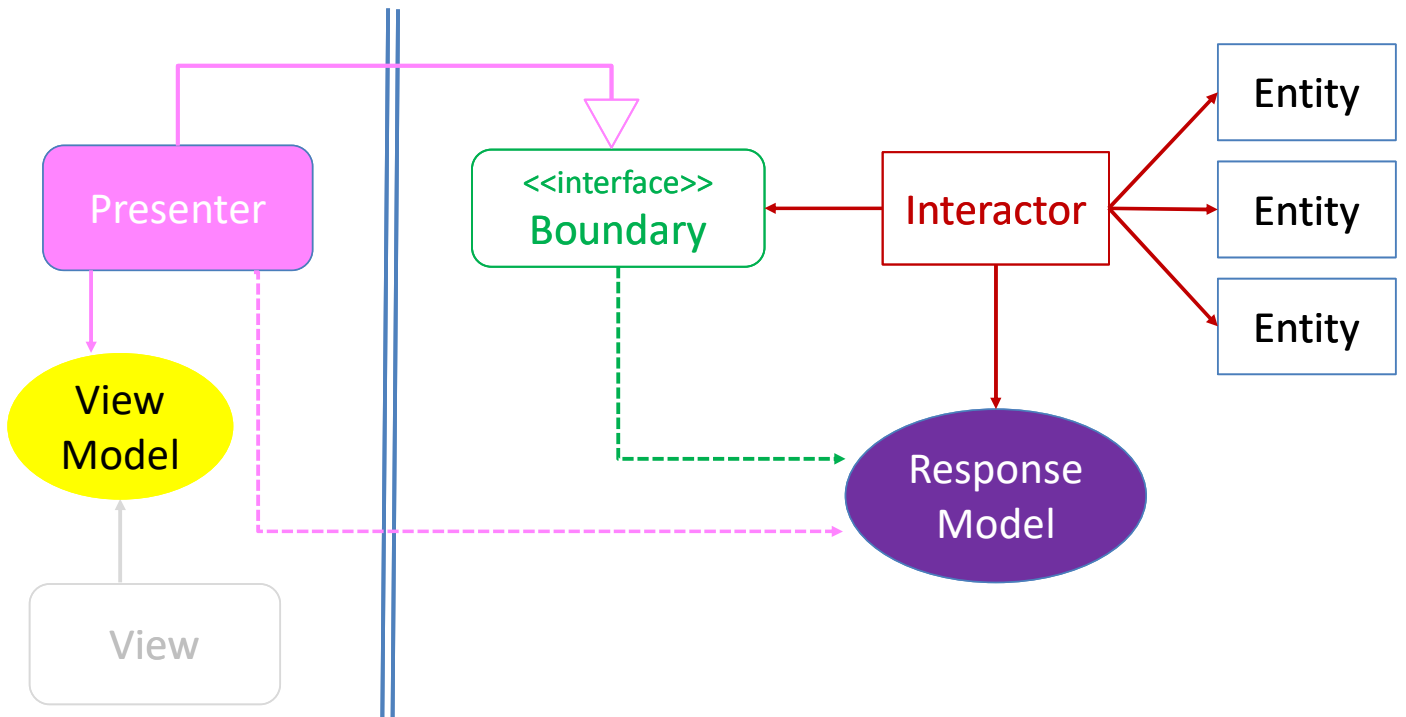 Presenter
<<interface>>
Boundary
Interactor
Entity
Entity
Entity
View
Model
Response
Model
View